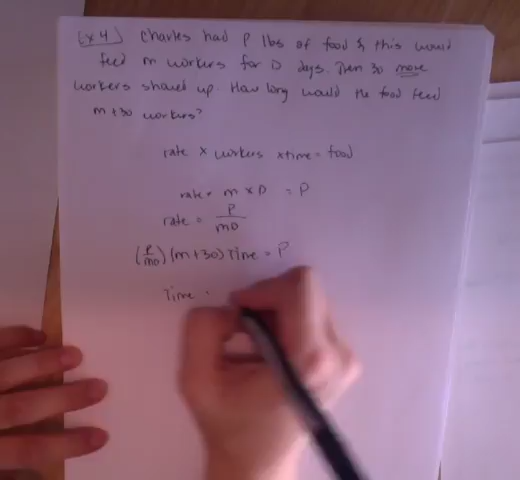 Ex 4 Charles had P lbs of food & this would
feed m workers for D days. Then 30 more
workers showed up. How long would the food feed
m + 30 workers?
rate x workers x time = food
rate x m x D = P
rate = P/mD
(P/mD)(m+30) Time = P
Time